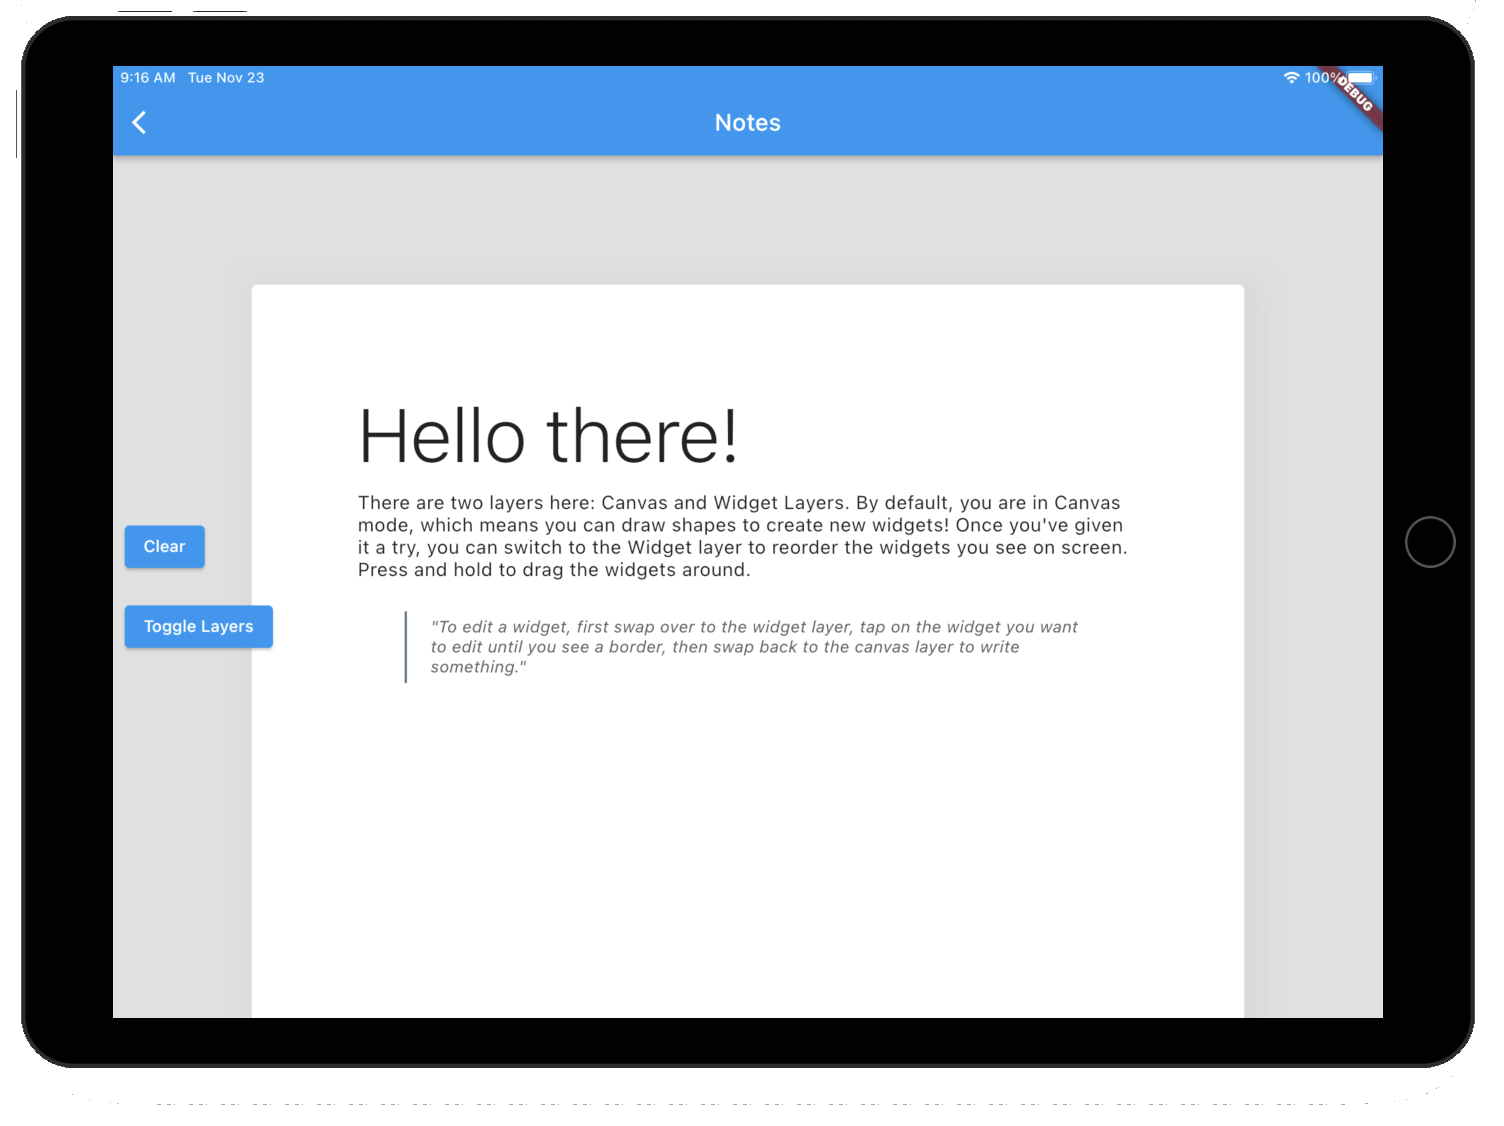 9:16 AM Tue Nov 23
100%
DEBUG
Notes
Hello there!
There are two layers here: Canvas and Widget Layers. By default, you are in Canvas
mode, which means you can draw shapes to create new widgets! Once you've given
it a try, you can switch to the Widget layer to reorder the widgets you see on screen.
Press and hold to drag the widgets around.
Clear
Toggle Layers
"To edit a widget, first swap over to the widget layer, tap on the widget you want
to edit until you see a border, then swap back to the canvas layer to write
something."